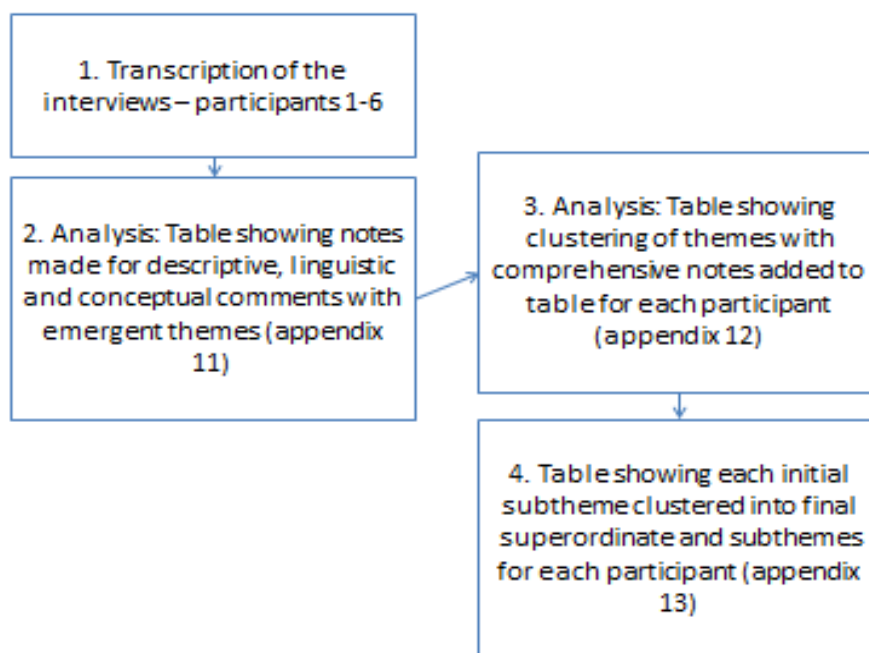 1. Transcription of the
interviews – participants 1-6
2. Analysis: Table showing notes
made for descriptive, linguistic
and conceptual comments with
emergent themes (appendix
11)
3. Analysis: Table showing
clustering of themes with
comprehensive notes added to
table for each participant
(appendix 12)
4. Table showing each initial
subtheme clustered into final
superordinate and subthemes
for each participant (appendix
13)